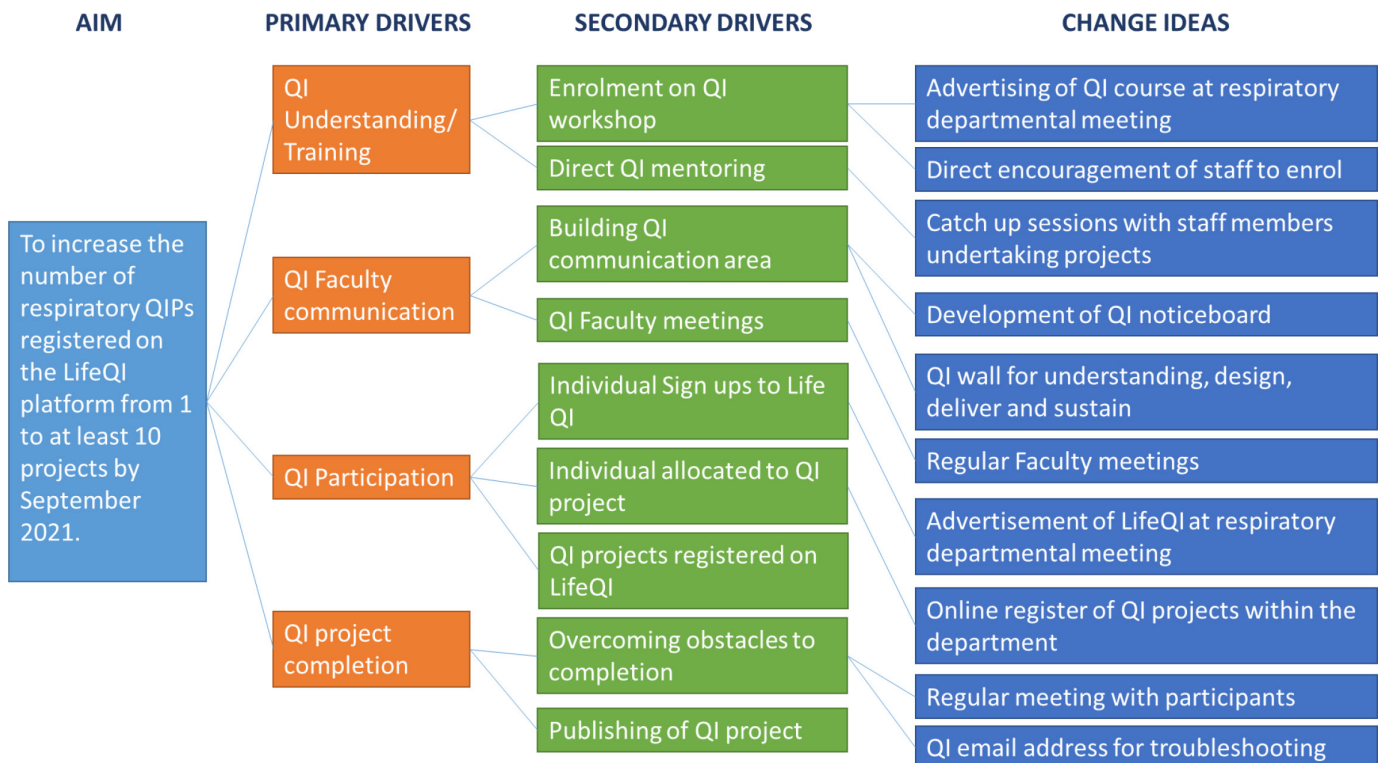 AIM
PRIMARY DRIVERS
SECONDARY DRIVERS
CHANGE IDEAS
To increase the
number of
respiratory QIPs
registered on
the LifeQI
platform from 1
to at least 10
projects by
September
2021.
QI
Understanding/
Training
QI Faculty
communication
QI Participation
QI project
completion
Enrolment on QI
workshop
Direct QI mentoring
Building QI
communication area
QI Faculty meetings
Individual Sign ups to Life
QI
Individual allocated to QI
project
QI projects registered on
LifeQI
Overcoming obstacles to
completion
Publishing of QI project
Advertising of QI course at respiratory
departmental meeting
Direct encouragement of staff to enrol
Catch up sessions with staff members
undertaking projects
Development of QI noticeboard
QI wall for understanding, design,
deliver and sustain
Regular Faculty meetings
Advertisement of LifeQI at respiratory
departmental meeting
Online register of QI projects within the
department
Regular meeting with participants
QI email address for troubleshooting